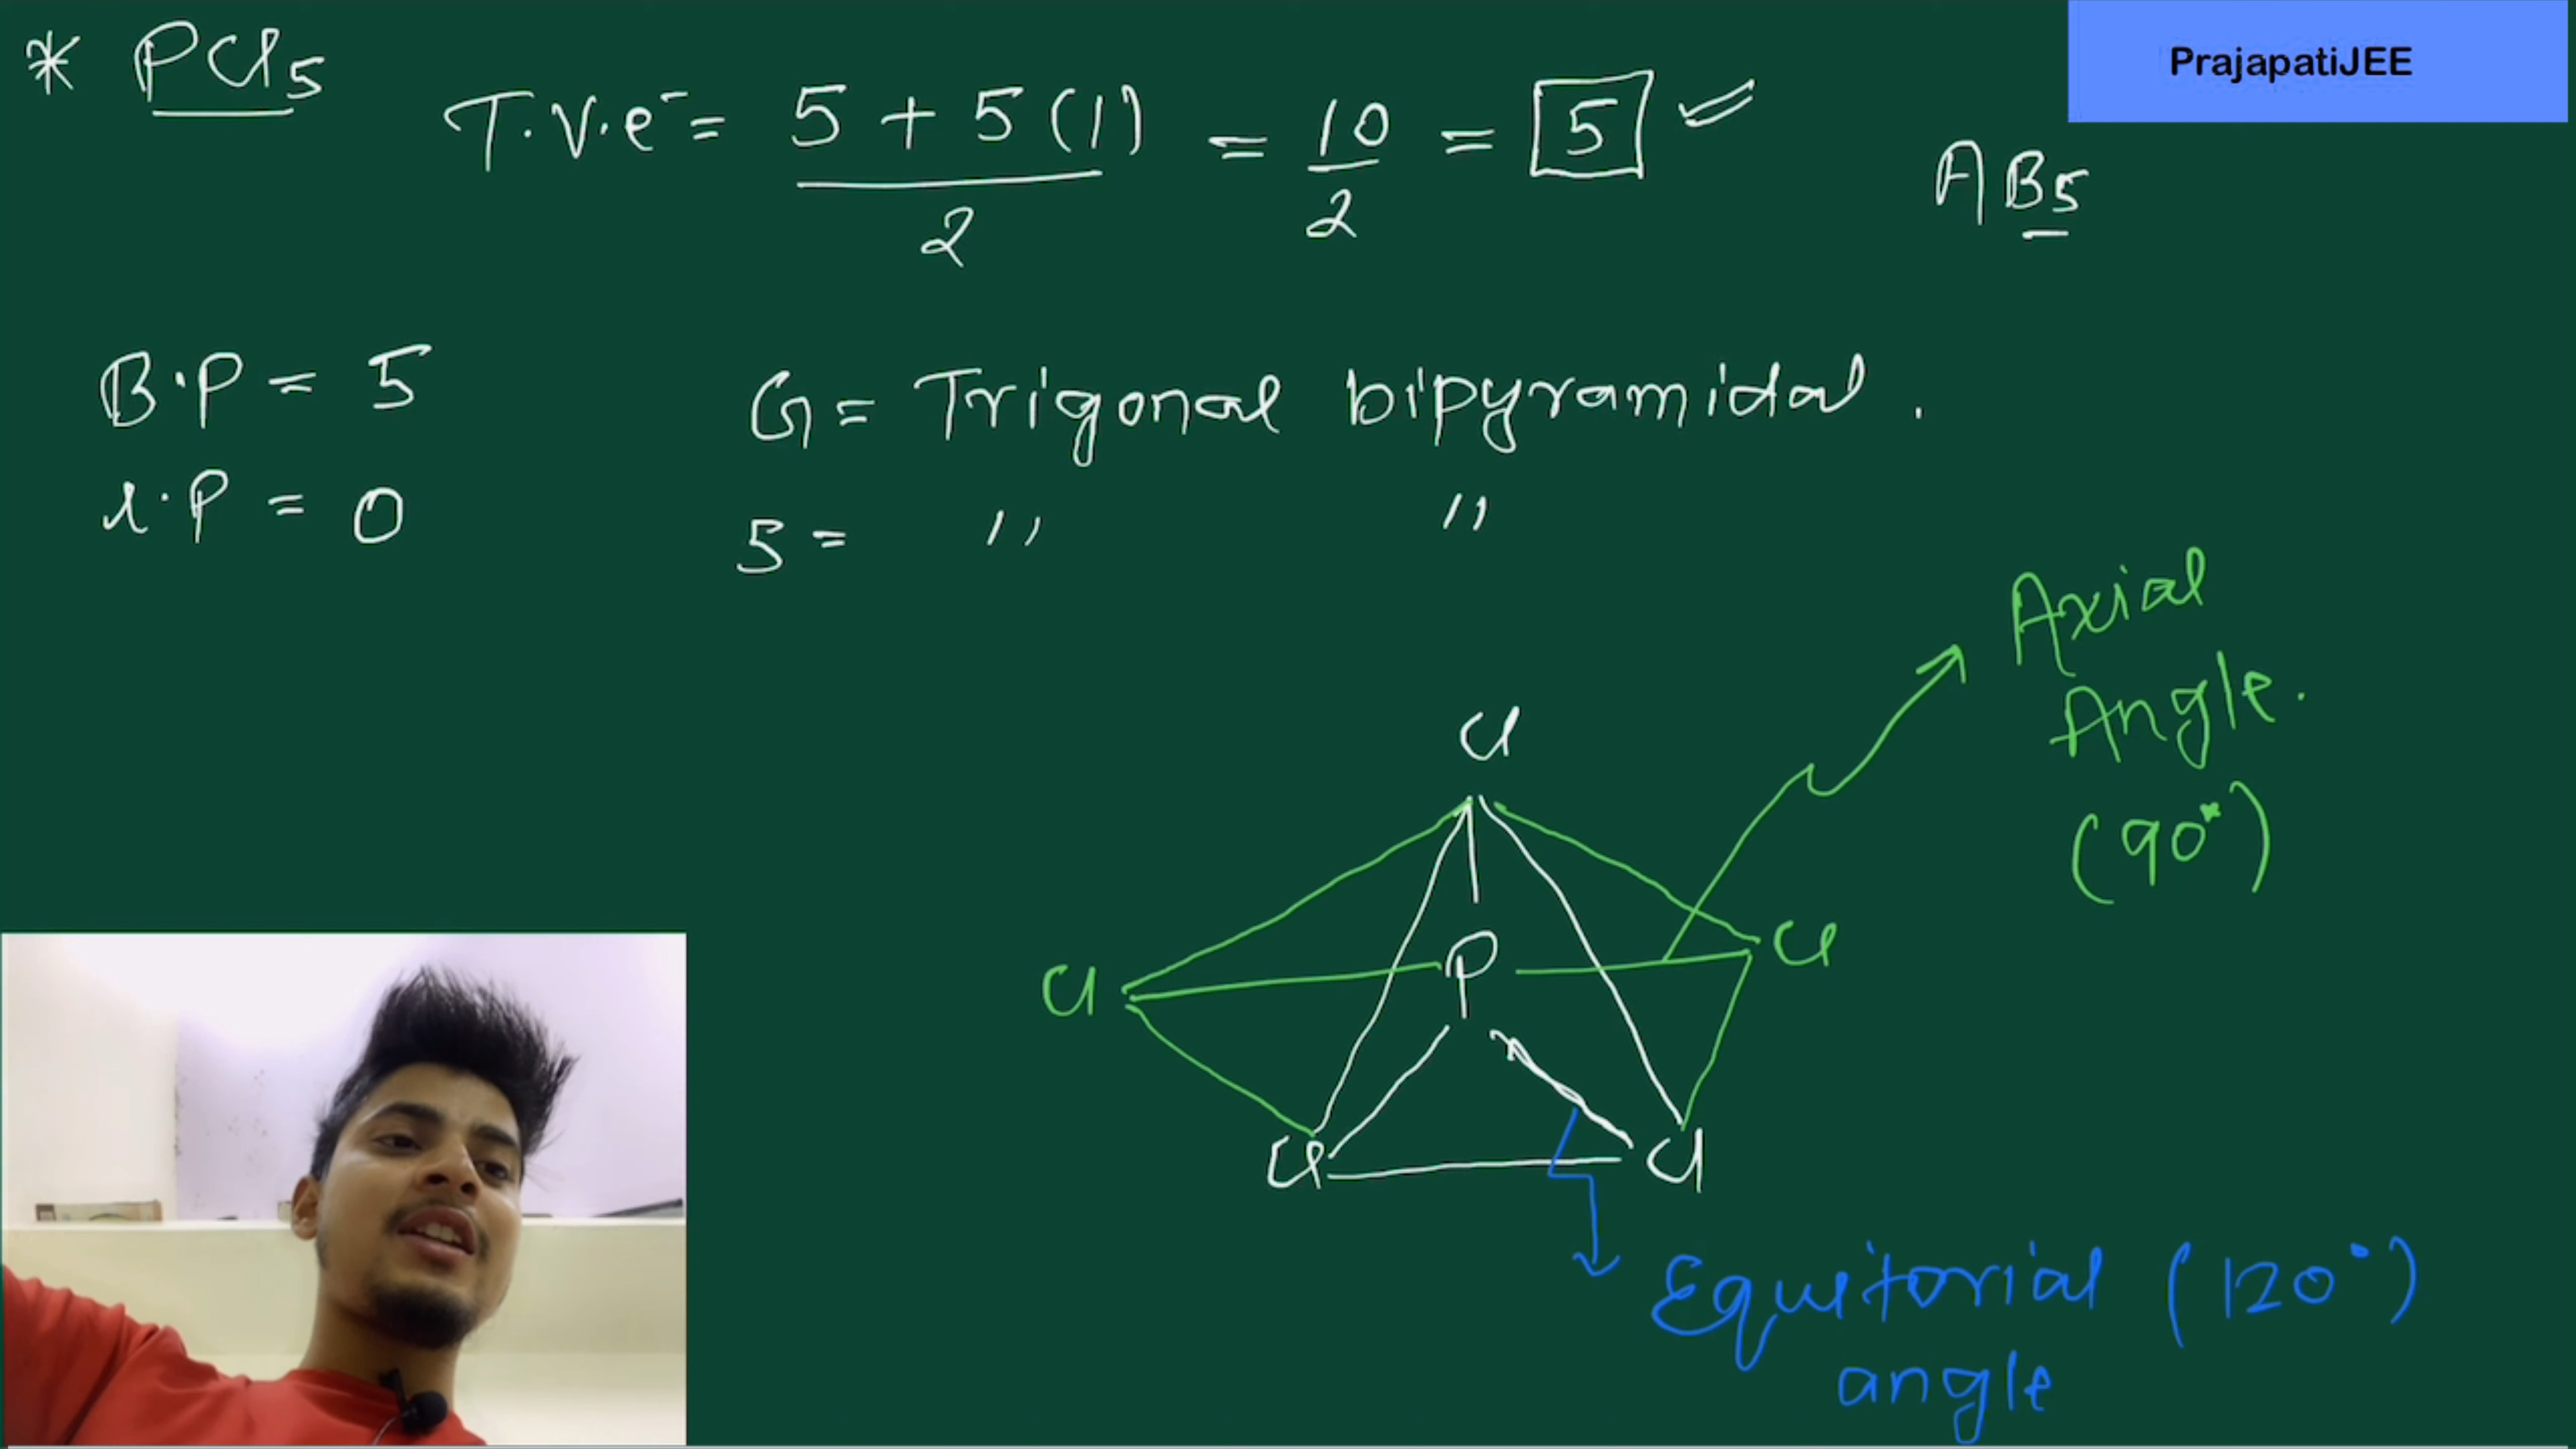 * PCl5
PrajapatiJEE
T.V.e- = 5 + 5(1) / 2 = 10 / 2 = 5
AB5
B.P = 5
l.P = 0
G = Trigonal bipyramidal.
S = " "
Axial
Angle.
(90°)
Cl
Cl
P
Cl
Cl
Cl
Equitorial (120°)
angle